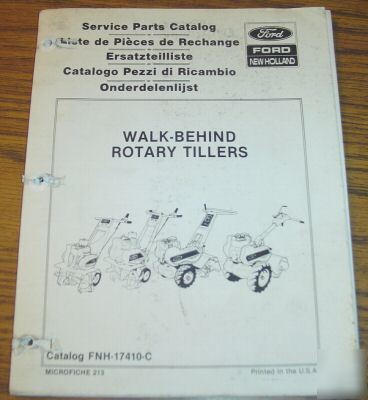 Service Parts Catalog
Liste de Pièces de Rechange
Ersatzteilliste
Catalogo Pezzi di Ricambio
Onderdelenlijst
Ford
FORD
NEW HOLLAND
WALK-BEHIND
ROTARY TILLERS
Catalog FNH-17410-C
MICROFICHE 213
Printed in the U.S.A